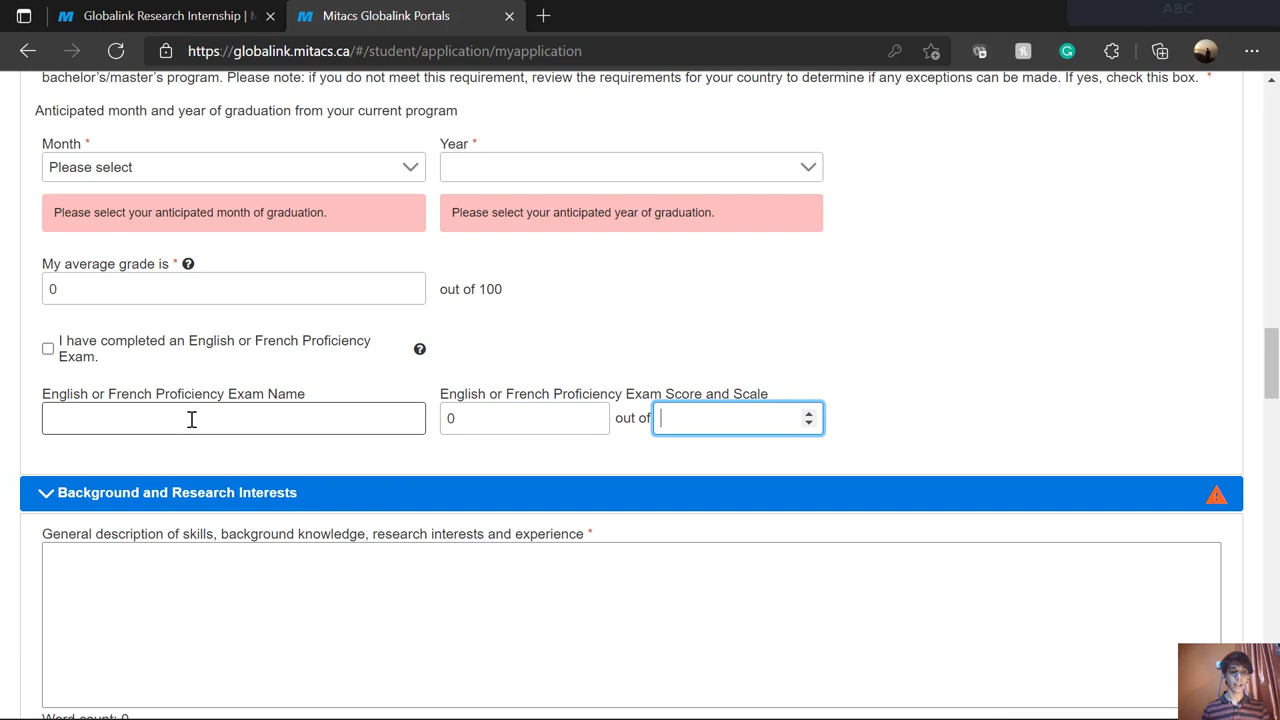 ABC
Globalink Research Internship |
Mitacs Globalink Portals
https://globalink.mitacs.ca/#/student/application/myapplication
bachelor's/master's program. Please note: if you do not meet this requirement, review the requirements for your country to determine if any exceptions can be made. If yes, check this box. *
Anticipated month and year of graduation from your current program
Month * Year *
Please select
Please select your anticipated month of graduation. Please select your anticipated year of graduation.
My average grade is * ?
0 out of 100
I have completed an English or French Proficiency
Exam. ?
English or French Proficiency Exam Name English or French Proficiency Exam Score and Scale
0 out of
Background and Research Interests
General description of skills, background knowledge, research interests and experience *
Word count: 0